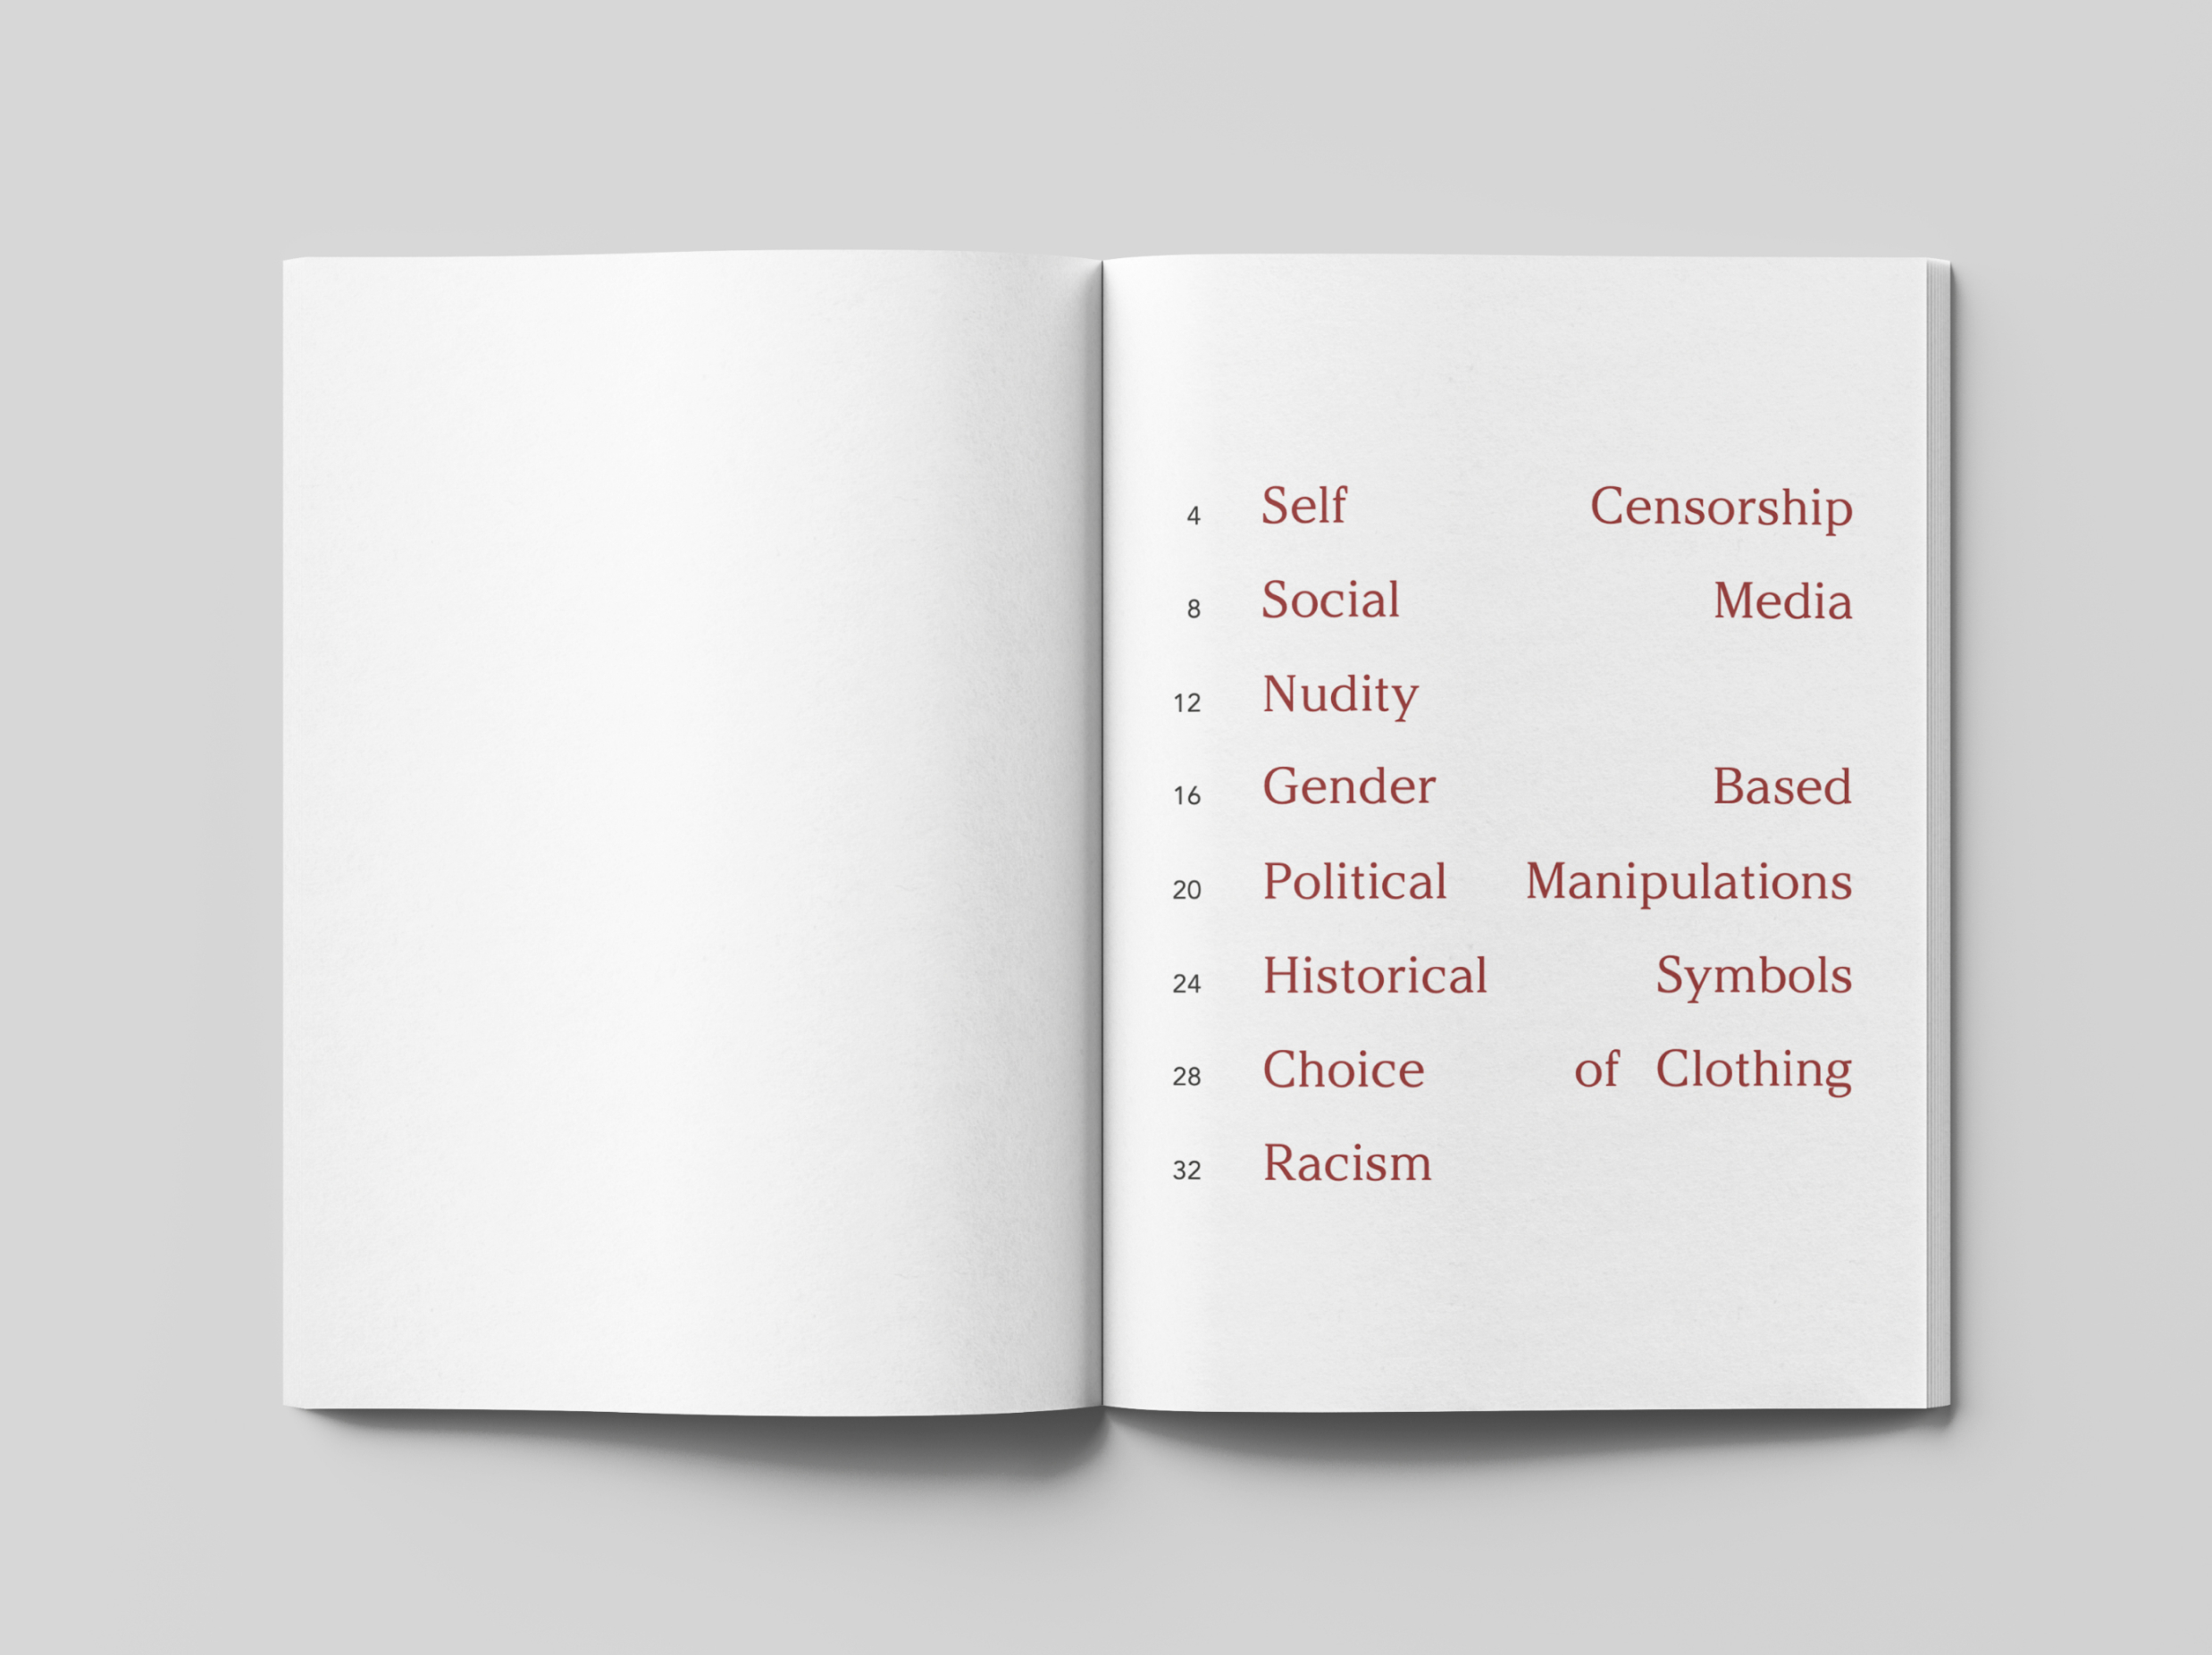 4 Self Censorship
8 Social Media
12 Nudity
16 Gender Based
20 Political Manipulations
24 Historical Symbols
28 Choice of Clothing
32 Racism